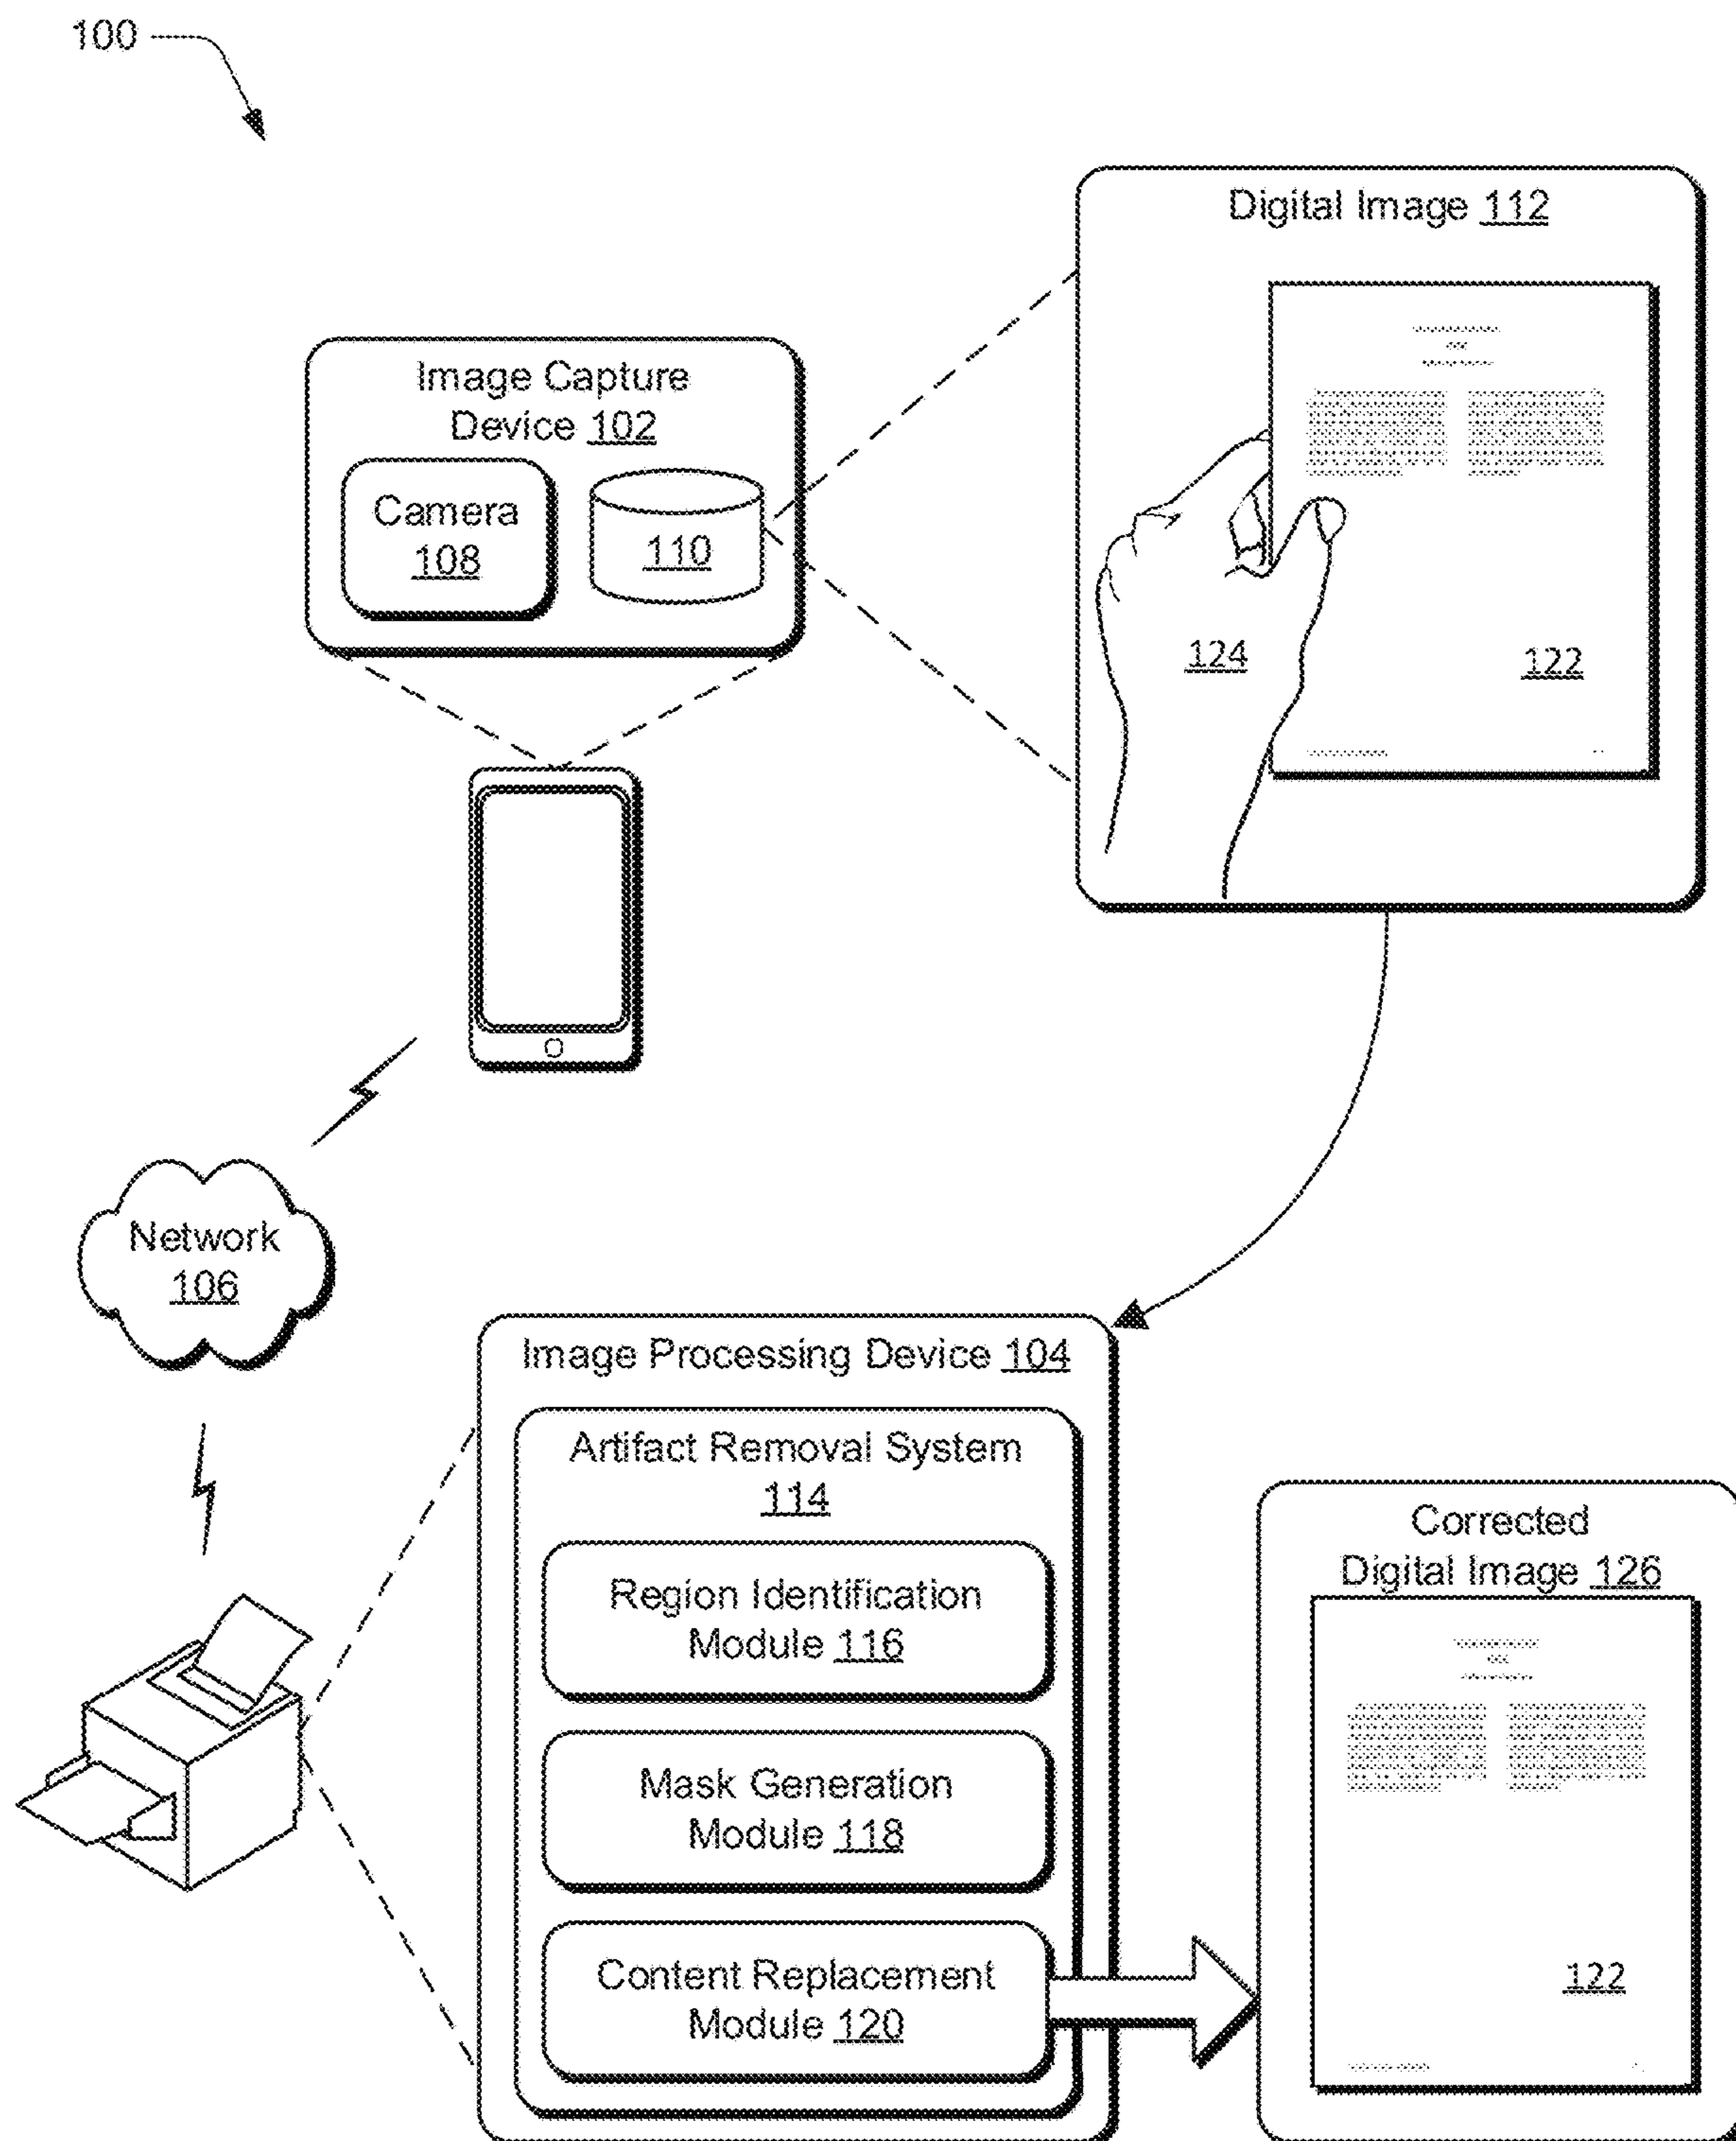 100
Digital Image 112
124
122
Image Capture
Device 102
Camera
108
110
Network
106
Image Processing Device 104
Artifact Removal System
114
Region Identification
Module 116
Mask Generation
Module 118
Content Replacement
Module 120
Corrected
Digital Image 126
122